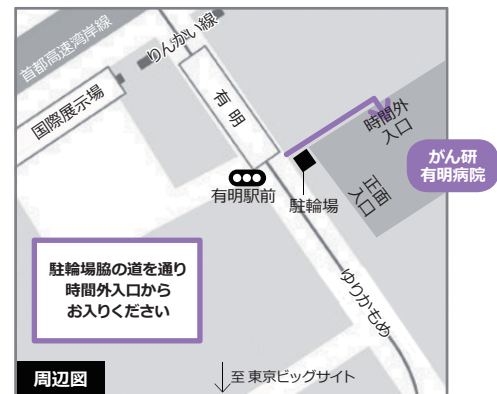 首都高速湾岸線
りんかい線
国際展示場
有明
時間外
入口
がん研
有明病院
有明駅前
駐輪場
正面
入口
駐輪場脇の道を通り
時間外入口から
お入りください
ゆりかもめ
周辺図
至 東京ビッグサイト